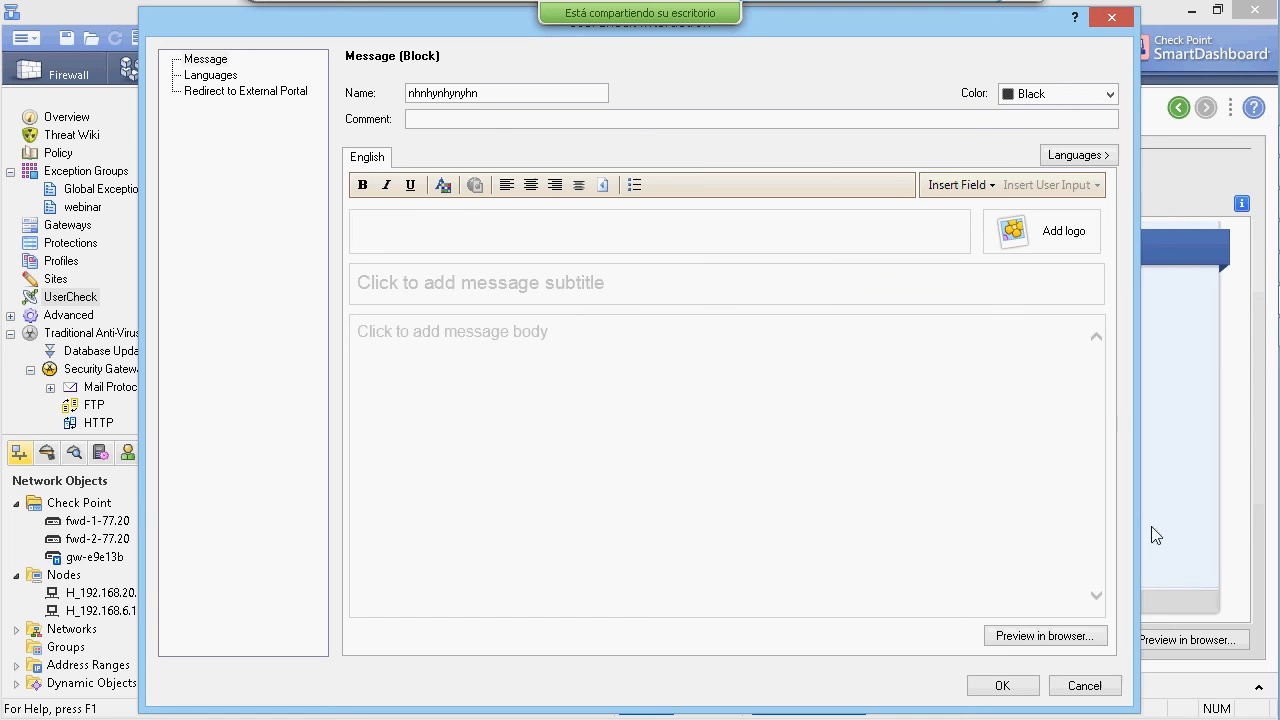 Está compartiendo su escritorio
?
Check Point
SmartDashboard
Firewall
Overview
Threat Wiki
Policy
Exception Groups
Global Exceptio
webinar
Gateways
Protections
Profiles
Sites
UserCheck
Advanced
Traditional Anti-Viru
Database Upda
Security Gatew
Mail Protoc
FTP
HTTP
Network Objects
Check Point
fwd-1-77.20
fwd-2-77.20
gw-e9e13b
Nodes
H_192.168.20.
H_192.168.6.1
Networks
Groups
Address Ranges
Dynamic Objects
For Help, press F1
Message
Languages
Redirect to External Portal
Message (Block)
Name: nhnhynhynyhn
Color: Black
Comment:
English
Languages >
B I U
Insert Field
Insert User Input
Add logo
Click to add message subtitle
Click to add message body
Preview in browser...
OK
Cancel
Preview in browser...
NUM